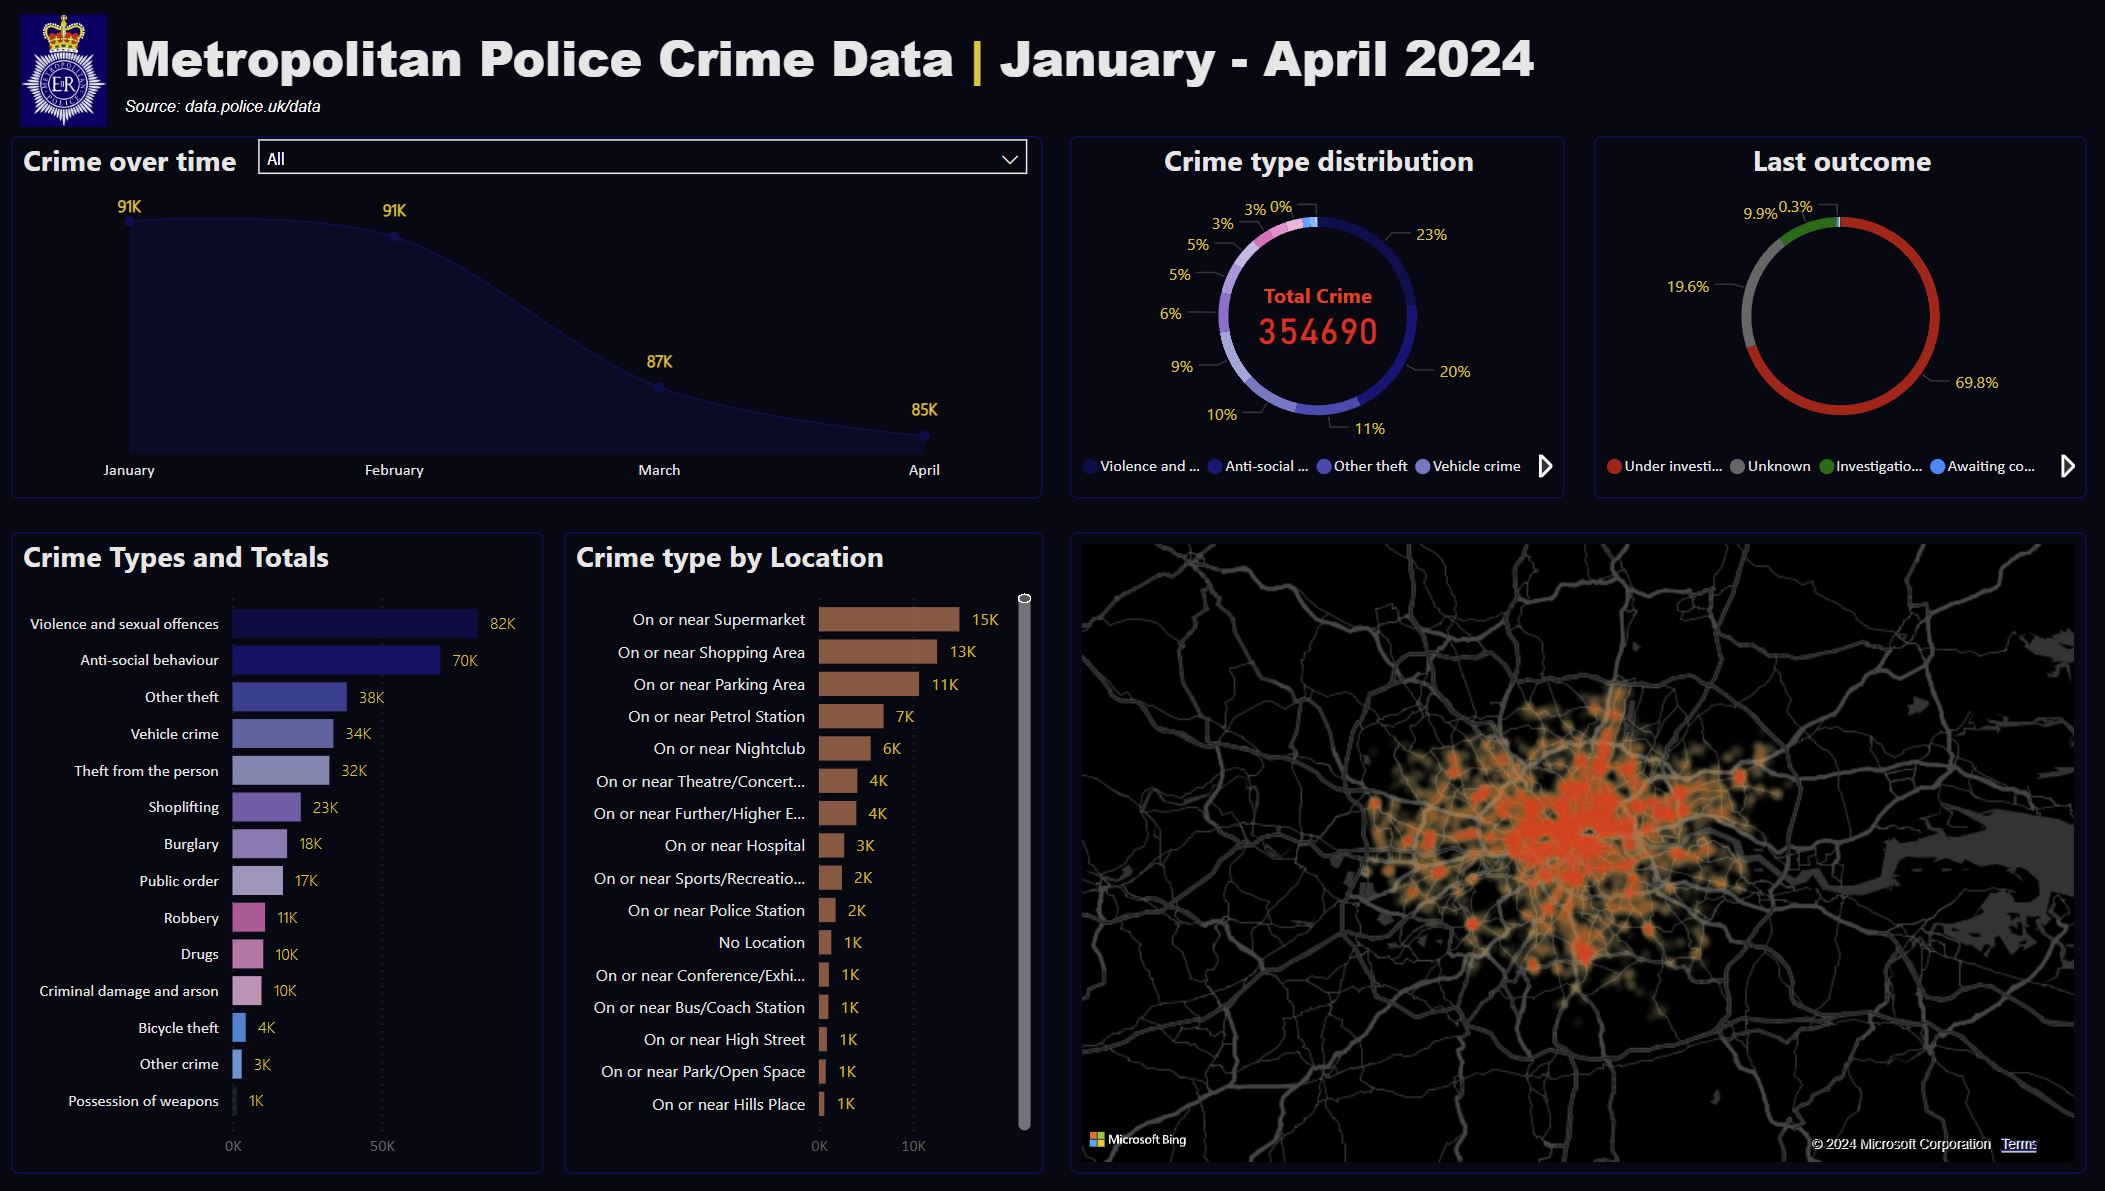 Metropolitan Police Crime Data | January - April 2024
Source: data.police.uk/data
METROPOLITAN
EIIR
POLICE
Crime over time
All
91K
91K
87K
85K
January
February
March
April
Crime type distribution
3% 0%
3%
5%
5%
6%
9%
10%
11%
20%
23%
Total Crime
354690
Violence and ...
Anti-social ...
Other theft
Vehicle crime
Last outcome
9.9% 0.3%
19.6%
69.8%
Under investi...
Unknown
Investigatio...
Awaiting co...
Crime Types and Totals
Violence and sexual offences 82K
Anti-social behaviour 70K
Other theft 38K
Vehicle crime 34K
Theft from the person 32K
Shoplifting 23K
Burglary 18K
Public order 17K
Robbery 11K
Drugs 10K
Criminal damage and arson 10K
Bicycle theft 4K
Other crime 3K
Possession of weapons 1K
0K 50K
Crime type by Location
On or near Supermarket 15K
On or near Shopping Area 13K
On or near Parking Area 11K
On or near Petrol Station 7K
On or near Nightclub 6K
On or near Theatre/Concert... 4K
On or near Further/Higher E... 4K
On or near Hospital 3K
On or near Sports/Recreatio... 2K
On or near Police Station 2K
No Location 1K
On or near Conference/Exhi... 1K
On or near Bus/Coach Station 1K
On or near High Street 1K
On or near Park/Open Space 1K
On or near Hills Place 1K
0K 10K
Microsoft Bing
© 2024 Microsoft Corporation Terms